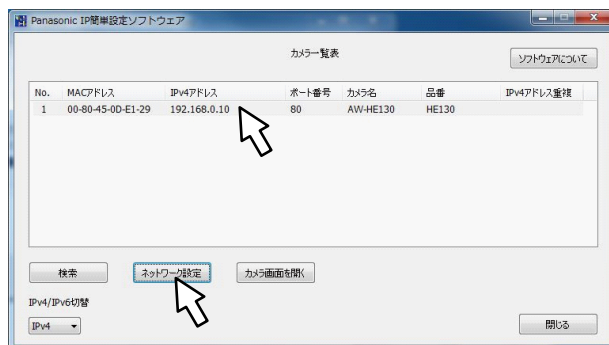 Panasonic IP簡単設定ソフトウェア
カメラ一覧表
ソフトウェアについて
No. MACアドレス IPv4アドレス ポート番号 カメラ名 品番 IPv4アドレス重複
1 00-80-45-0D-E1-29 192.168.0.10 80 AW-HE130 HE130
検索 ネットワーク設定 カメラ画面を開く
IPv4/IPv6切替
IPv4 閉じる